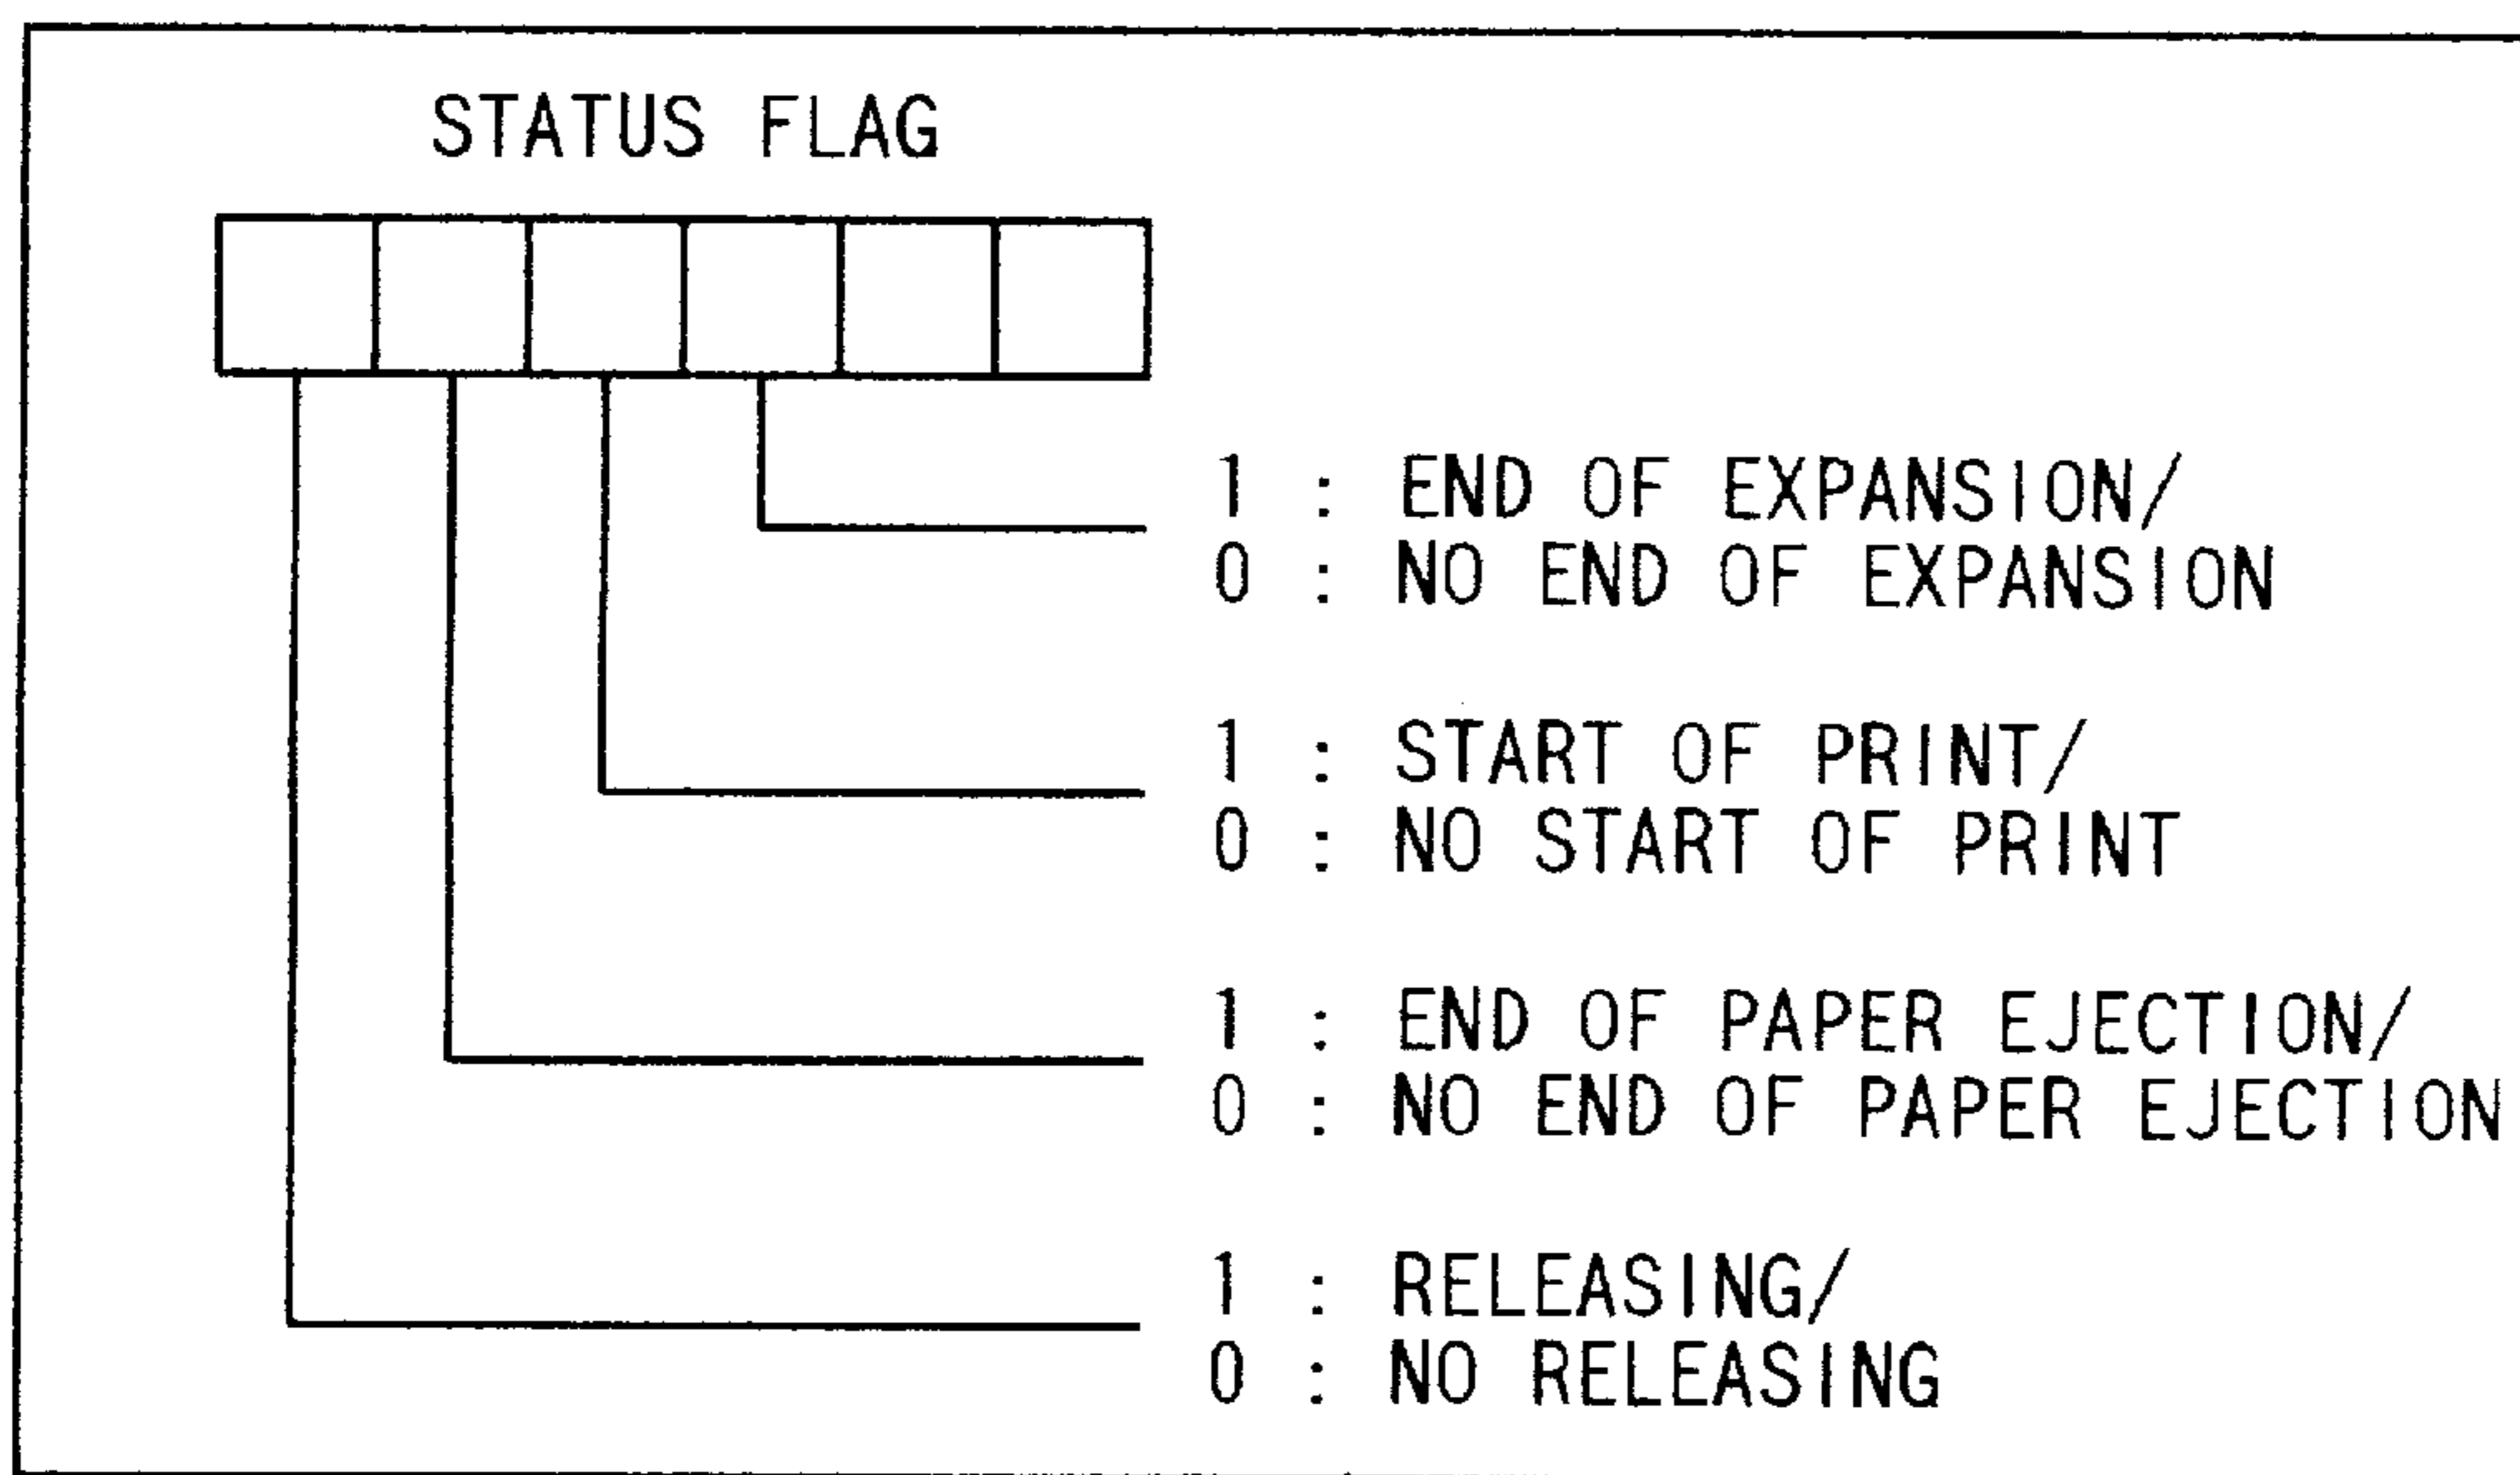 STATUS FLAG
1 : END OF EXPANSION/
0 : NO END OF EXPANSION
1 : START OF PRINT/
0 : NO START OF PRINT
1 : END OF PAPER EJECTION/
0 : NO END OF PAPER EJECTION
1 : RELEASING/
0 : NO RELEASING